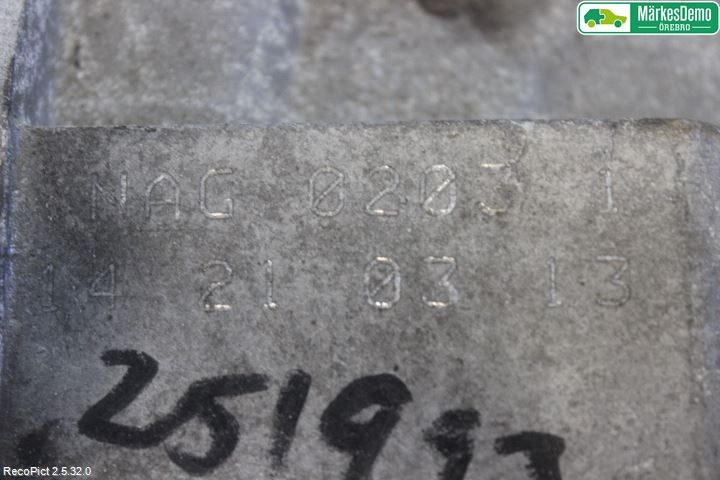 MärkesDemo
ÖREBRO
NAG 0203 1
14 21 03 13
RecoPict 2.5.32.0